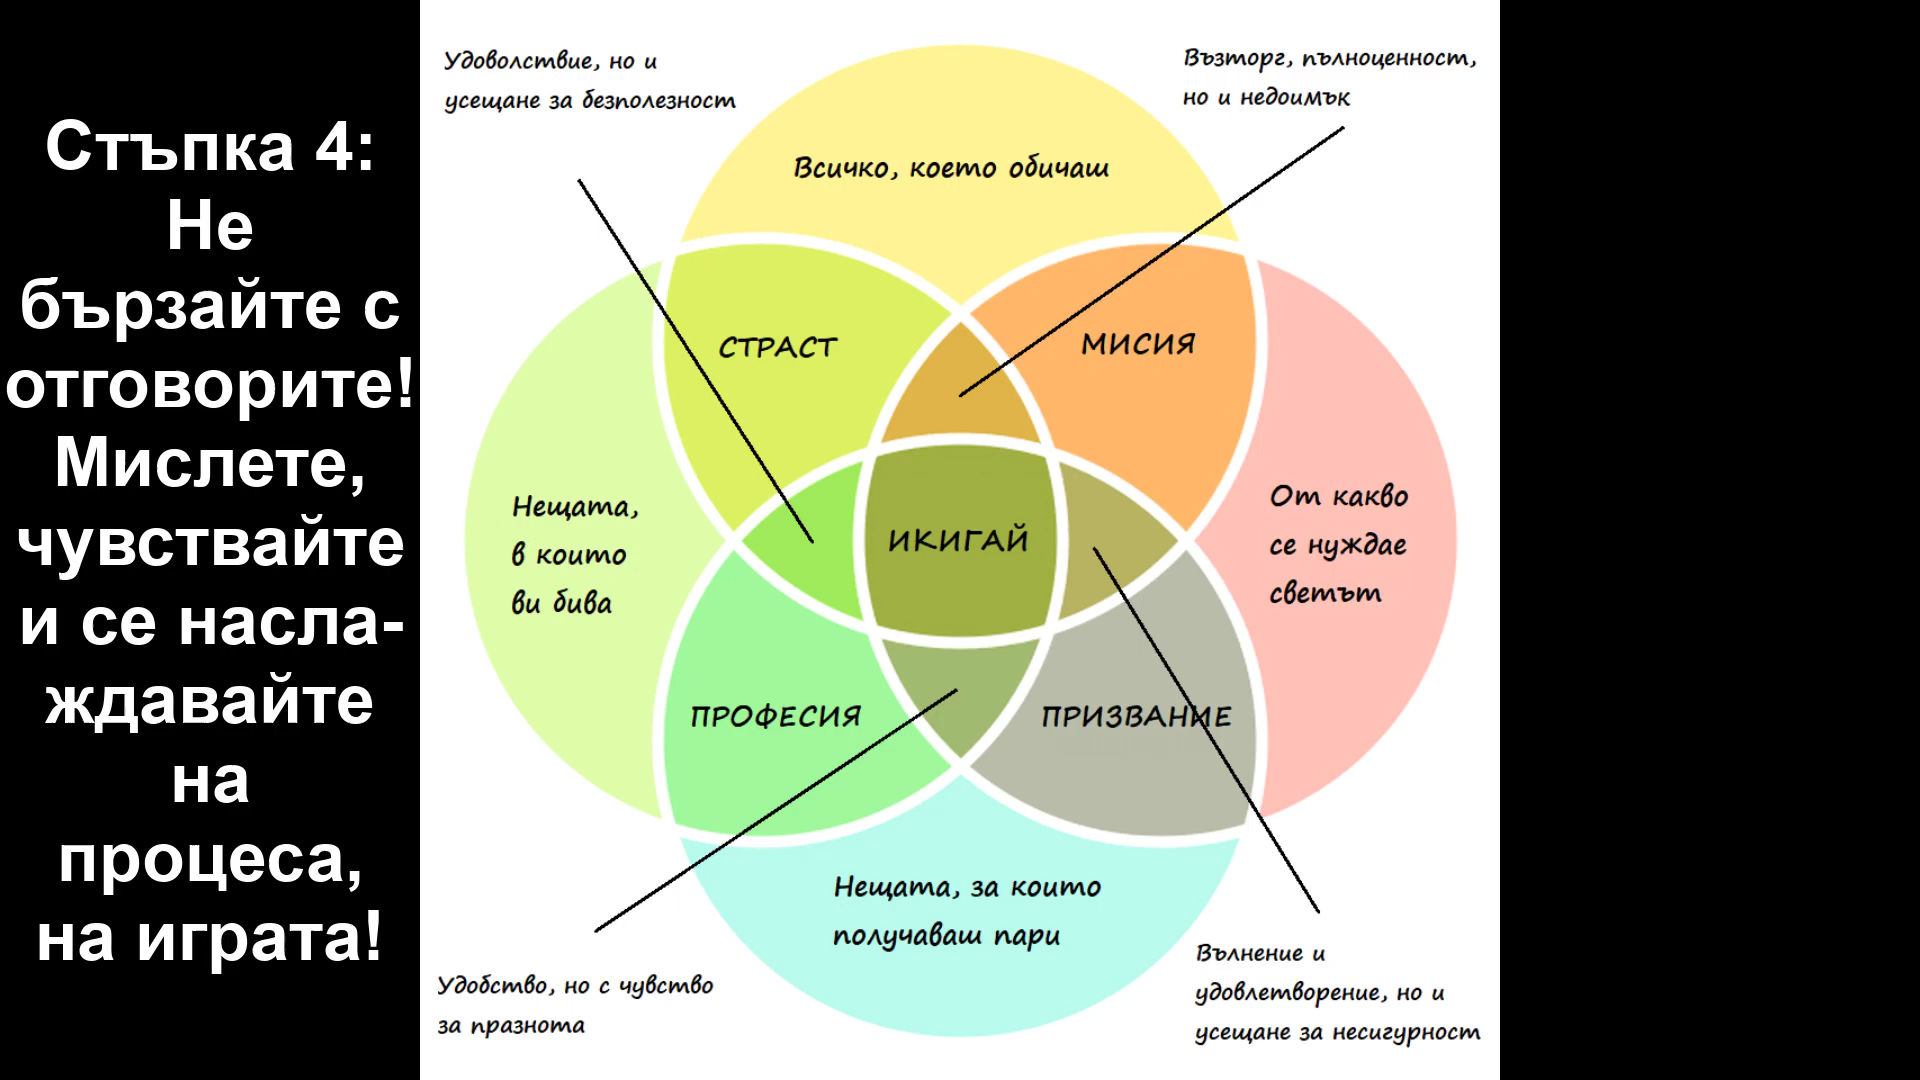 Стъпка 4:
Не
бързайте с
отговорите!
Мислете,
чувствайте
и се насла-
ждавайте
на
процеса,
на играта!
Удоволствие, но и
усещане за безполезност
Възторг, пълноценност,
но и недоимък
Всичко, което обичаш
СТРАСТ
МИСИЯ
Нещата,
в които
ви бива
ИКИГАЙ
От какво
се нуждае
светът
ПРОФЕСИЯ
ПРИЗВАНИЕ
Нещата, за които
получаваш пари
Удобство, но с чувство
за празнота
Вълнение и
удовлетворение, но и
усещане за несигурност